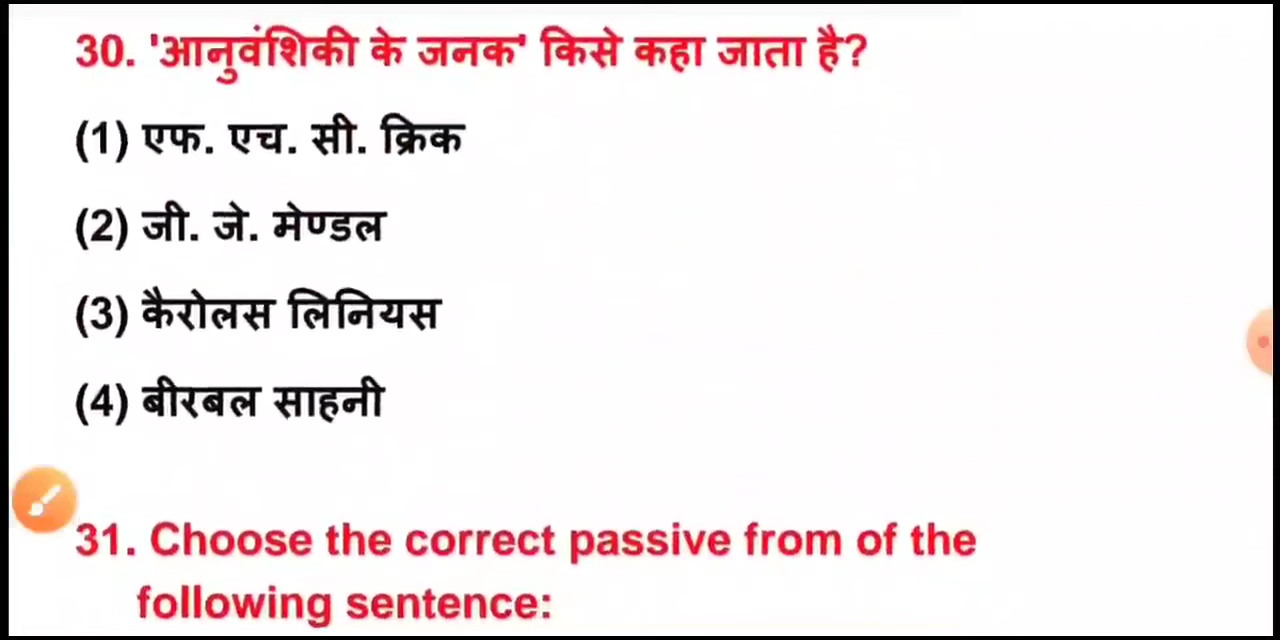 30. 'आनुवंशिकी के जनक' किसे कहा जाता है?
(1) एफ. एच. सी. क्रिक
(2) जी. जे. मेण्डल
(3) कैरोलस लिनियस
(4) बीरबल साहनी
31. Choose the correct passive from of the
following sentence: